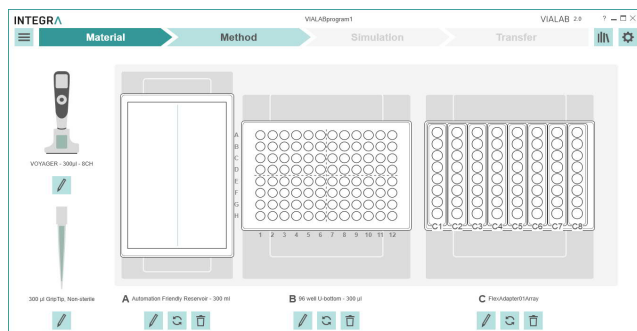 INTEGRA
VIALABprogram1
VIALAB 2.0
?
Material
Method
Simulation
Transfer
VOYAGER - 300µl - 8CH
A
B
C
D
E
F
G
H
1 2 3 4 5 6 7 8 9 10 11 12
C1 C2 C3 C4 C5 C6 C7 C8
300 µl GripTip, Non-sterile
A Automation Friendly Reservoir - 300 ml
B 96 well U-bottom - 300 µl
C FlexAdapter01Array